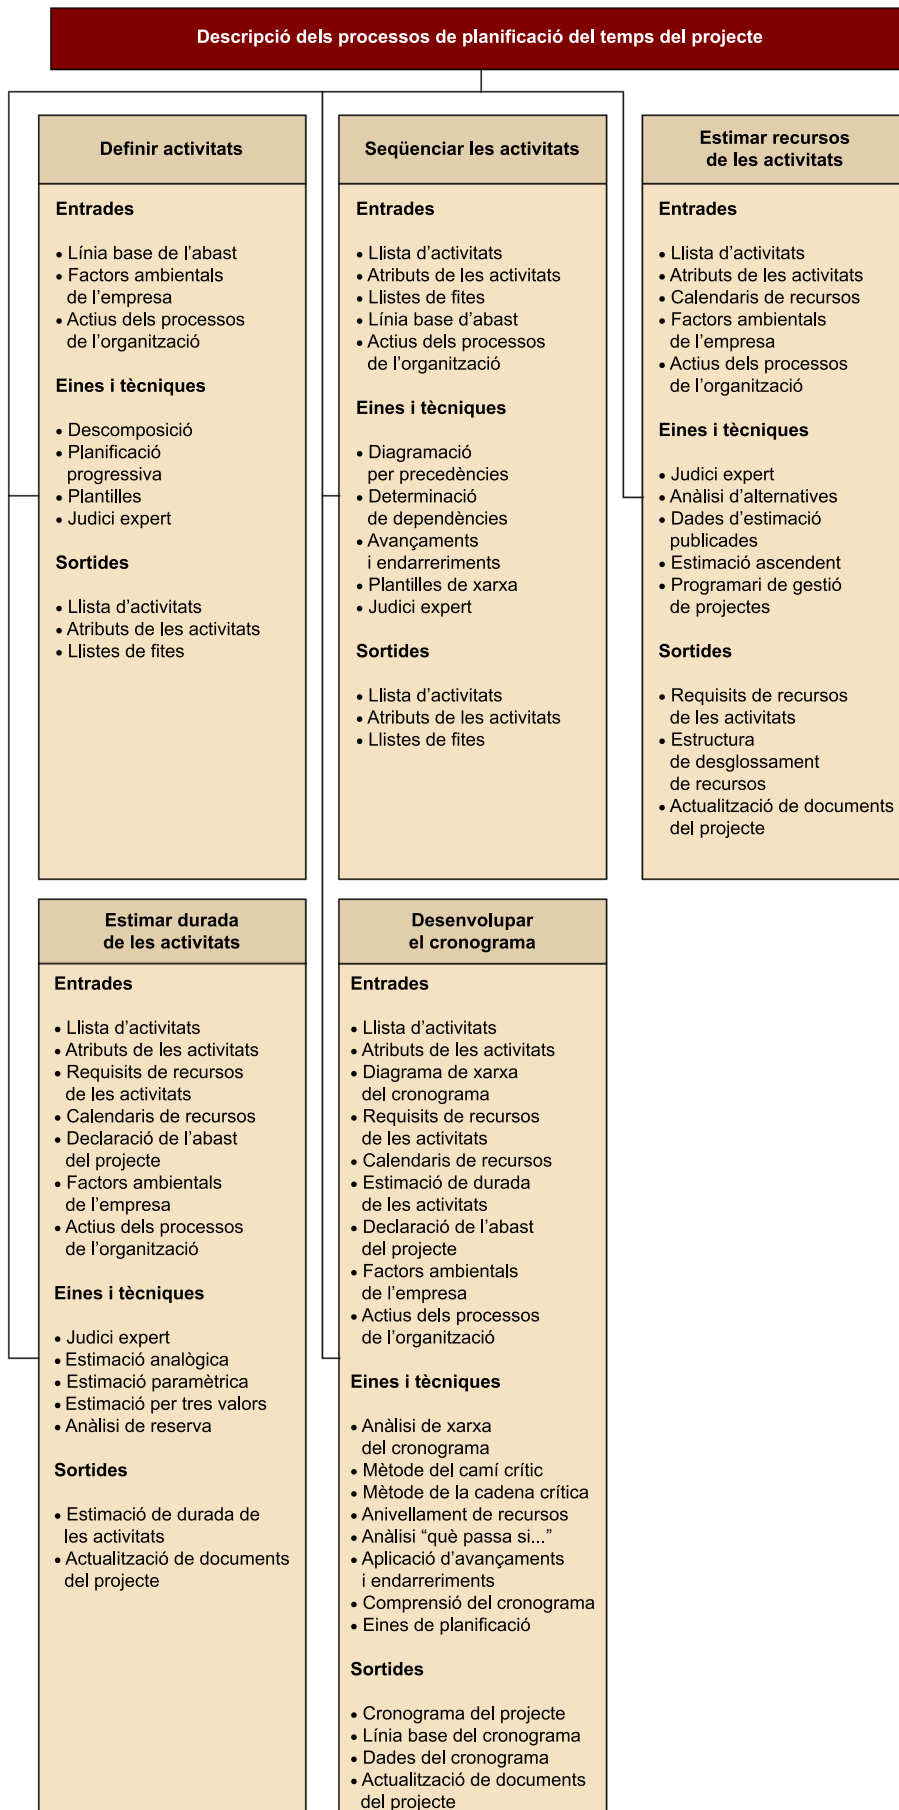 Descripció dels processos de planificació del temps del projecte
Definir activitats
Entrades
• Línia base de l’abast
• Factors ambientals
de l’empresa
• Actius dels processos
de l’organització
Eines i tècniques
• Descomposició
• Planificació
progressiva
• Plantilles
• Judici expert
Sortides
• Llista d’activitats
• Atributs de les activitats
• Llistes de fites
Seqüenciar les activitats
Entrades
• Llista d’activitats
• Atributs de les activitats
• Llistes de fites
• Línia base d’abast
• Actius dels processos
de l’organització
Eines i tècniques
• Diagramació
per precedències
• Determinació
de dependències
• Avançaments
i endarreriments
• Plantilles de xarxa
• Judici expert
Sortides
• Llista d’activitats
• Atributs de les activitats
• Llistes de fites
Estimar recursos
de les activitats
Entrades
• Llista d’activitats
• Atributs de les activitats
• Calendaris de recursos
• Factors ambientals
de l’empresa
• Actius dels processos
de l’organització
Eines i tècniques
• Judici expert
• Anàlisi d’alternatives
• Dades d’estimació
publicades
• Estimació ascendent
• Programari de gestió
de projectes
Sortides
• Requisits de recursos
de les activitats
• Estructura
de desglossament
de recursos
• Actualització de documents
del projecte
Estimar durada
de les activitats
Entrades
• Llista d’activitats
• Atributs de les activitats
• Requisits de recursos
de les activitats
• Calendaris de recursos
• Declaració de l’abast
del projecte
• Factors ambientals
de l’empresa
• Actius dels processos
de l’organització
Eines i tècniques
• Judici expert
• Estimació analògica
• Estimació paramètrica
• Estimació per tres valors
• Anàlisi de reserva
Sortides
• Estimació de durada de
les activitats
• Actualització de documents
del projecte
Desenvolupar
el cronograma
Entrades
• Llista d’activitats
• Atributs de les activitats
• Diagrama de xarxa
del cronograma
• Requisits de recursos
de les activitats
• Calendaris de recursos
• Estimació de durada
de les activitats
• Declaració de l’abast
del projecte
• Factors ambientals
de l’empresa
• Actius dels processos
de l’organització
Eines i tècniques
• Anàlisi de xarxa
del cronograma
• Mètode del camí crític
• Mètode de la cadena crítica
• Anivellament de recursos
• Anàlisi “què passa si...”
• Aplicació d’avançaments
i endarreriments
• Comprensió del cronograma
• Eines de planificació
Sortides
• Cronograma del projecte
• Línia base del cronograma
• Dades del cronograma
• Actualització de documents
del projecte